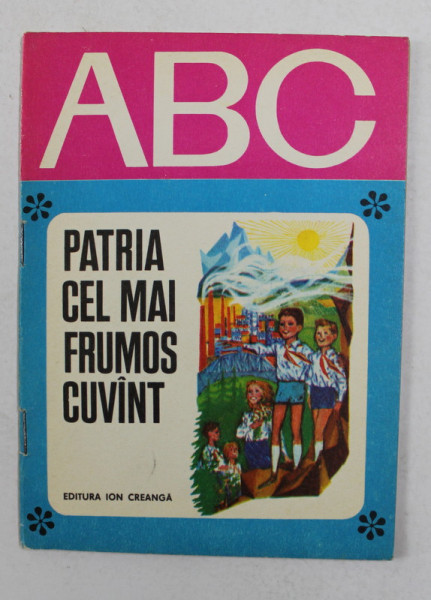 ABC
PATRIA
CEL MAI
FRUMOS
CUVÎNT
EDITURA ION CREANGĂ